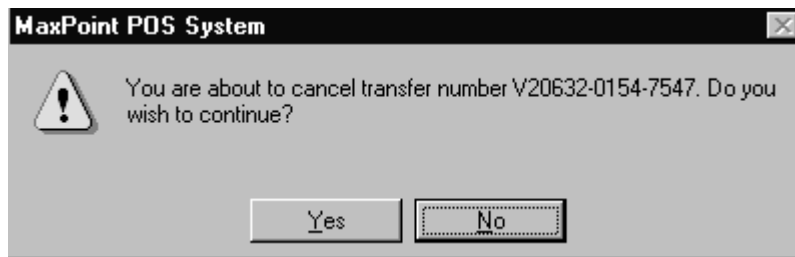 MaxPoint POS System
You are about to cancel transfer number V20632-0154-7547. Do you
wish to continue?
Yes No